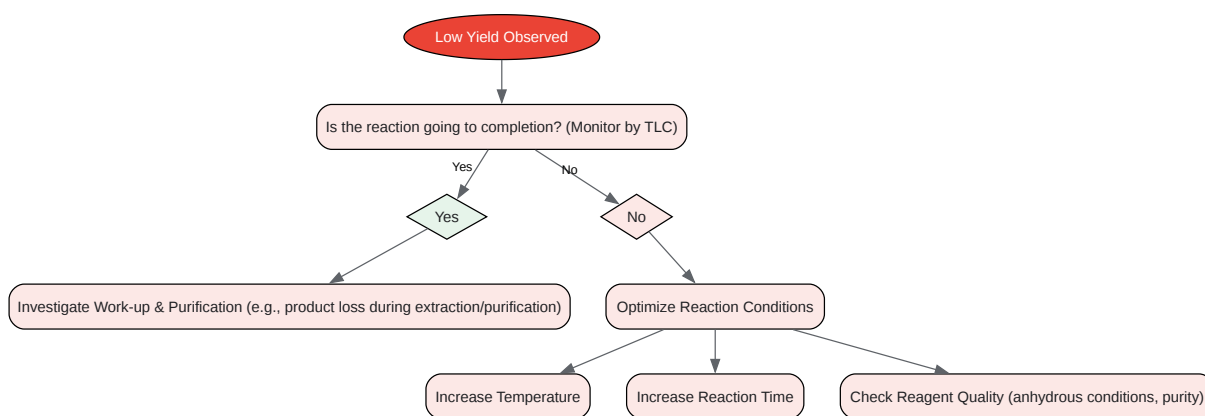 Low Yield Observed
Is the reaction going to completion? (Monitor by TLC)
Yes
No
Yes
No
Investigate Work-up & Purification (e.g., product loss during extraction/purification)
Optimize Reaction Conditions
Increase Temperature
Increase Reaction Time
Check Reagent Quality (anhydrous conditions, purity)